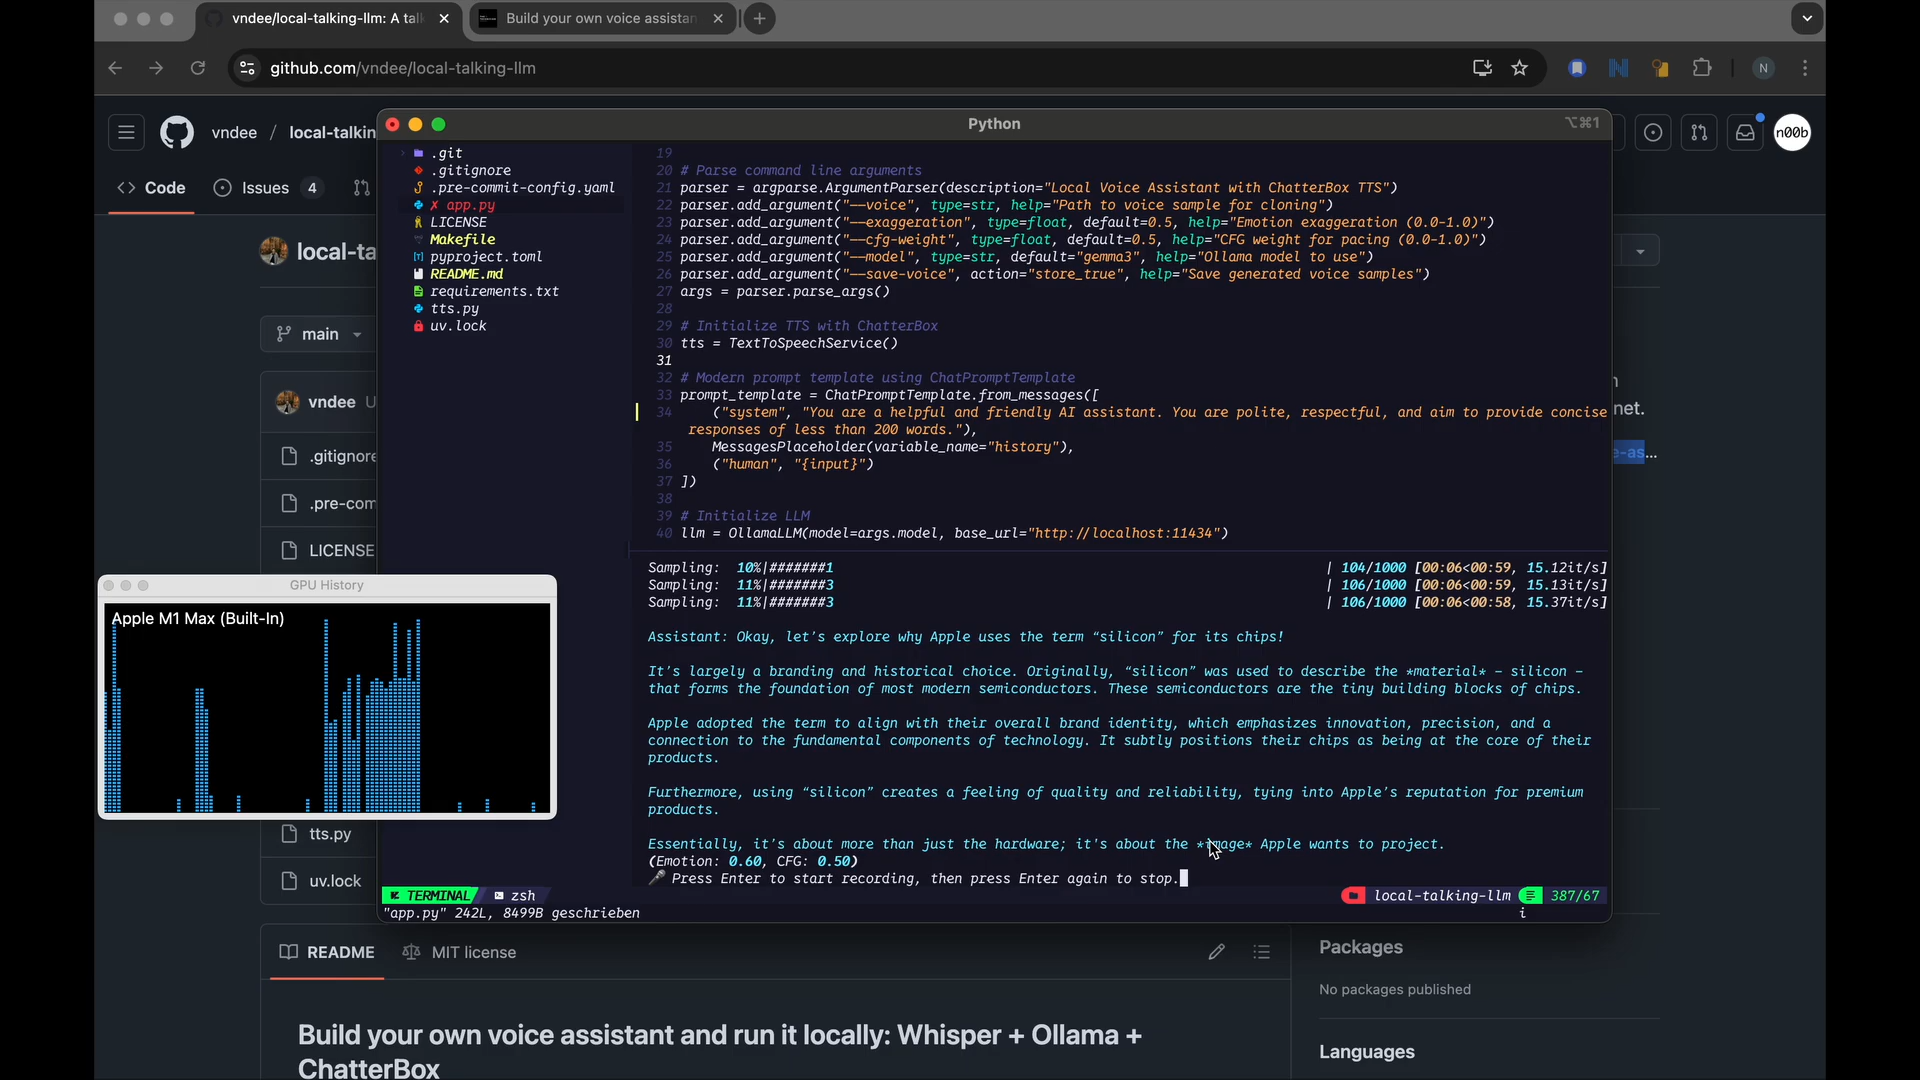 vndee/local-talking-llm: A tal
Build your own voice assistan
github.com/vndee/local-talking-llm
N
vndee / local-talkin
Python
⌥⌘1
n00b
Code
Issues 4
local-ta
main
vndee U
.gitignore
.pre-com
LICENSE
tts.py
uv.lock
n
net.
e-as...
.git
.gitignore
.pre-commit-config.yaml
✗ app.py
LICENSE
Makefile
pyproject.toml
README.md
requirements.txt
tts.py
uv.lock
19
20 # Parse command line arguments
21 parser = argparse.ArgumentParser(description="Local Voice Assistant with ChatterBox TTS")
22 parser.add_argument("--voice", type=str, help="Path to voice sample for cloning")
23 parser.add_argument("--exaggeration", type=float, default=0.5, help="Emotion exaggeration (0.0-1.0)")
24 parser.add_argument("--cfg-weight", type=float, default=0.5, help="CFG weight for pacing (0.0-1.0)")
25 parser.add_argument("--model", type=str, default="gemma3", help="Ollama model to use")
26 parser.add_argument("--save-voice", action="store_true", help="Save generated voice samples")
27 args = parser.parse_args()
28
29 # Initialize TTS with ChatterBox
30 tts = TextToSpeechService()
31
32 # Modern prompt template using ChatPromptTemplate
33 prompt_template = ChatPromptTemplate.from_messages([
34 ("system", "You are a helpful and friendly AI assistant. You are polite, respectful, and aim to provide concise
responses of less than 200 words."),
35 MessagesPlaceholder(variable_name="history"),
36 ("human", "{input}")
37 ])
38
39 # Initialize LLM
40 llm = OllamaLLM(model=args.model, base_url="http://localhost:11434")
Sampling: 10%|#######1 | 104/1000 [00:06<00:59, 15.12it/s]
Sampling: 11%|#######3 | 106/1000 [00:06<00:59, 15.13it/s]
Sampling: 11%|#######3 | 106/1000 [00:06<00:58, 15.37it/s]
Assistant: Okay, let's explore why Apple uses the term “silicon” for its chips!
It's largely a branding and historical choice. Originally, “silicon” was used to describe the *material* – silicon –
that forms the foundation of most modern semiconductors. These semiconductors are the tiny building blocks of chips.
Apple adopted the term to align with their overall brand identity, which emphasizes innovation, precision, and a
connection to the fundamental components of technology. It subtly positions their chips as being at the core of their
products.
Furthermore, using “silicon” creates a feeling of quality and reliability, tying into Apple's reputation for premium
products.
Essentially, it's about more than just the hardware; it's about the *image* Apple wants to project.
(Emotion: 0.60, CFG: 0.50)
🎤 Press Enter to start recording, then press Enter again to stop.
TERMINAL zsh
local-talking-llm 387/67
"app.py" 242L, 8499B geschrieben
i
GPU History
Apple M1 Max (Built-In)
README
MIT license
Build your own voice assistant and run it locally: Whisper + Ollama +
ChatterBox
Packages
No packages published
Languages